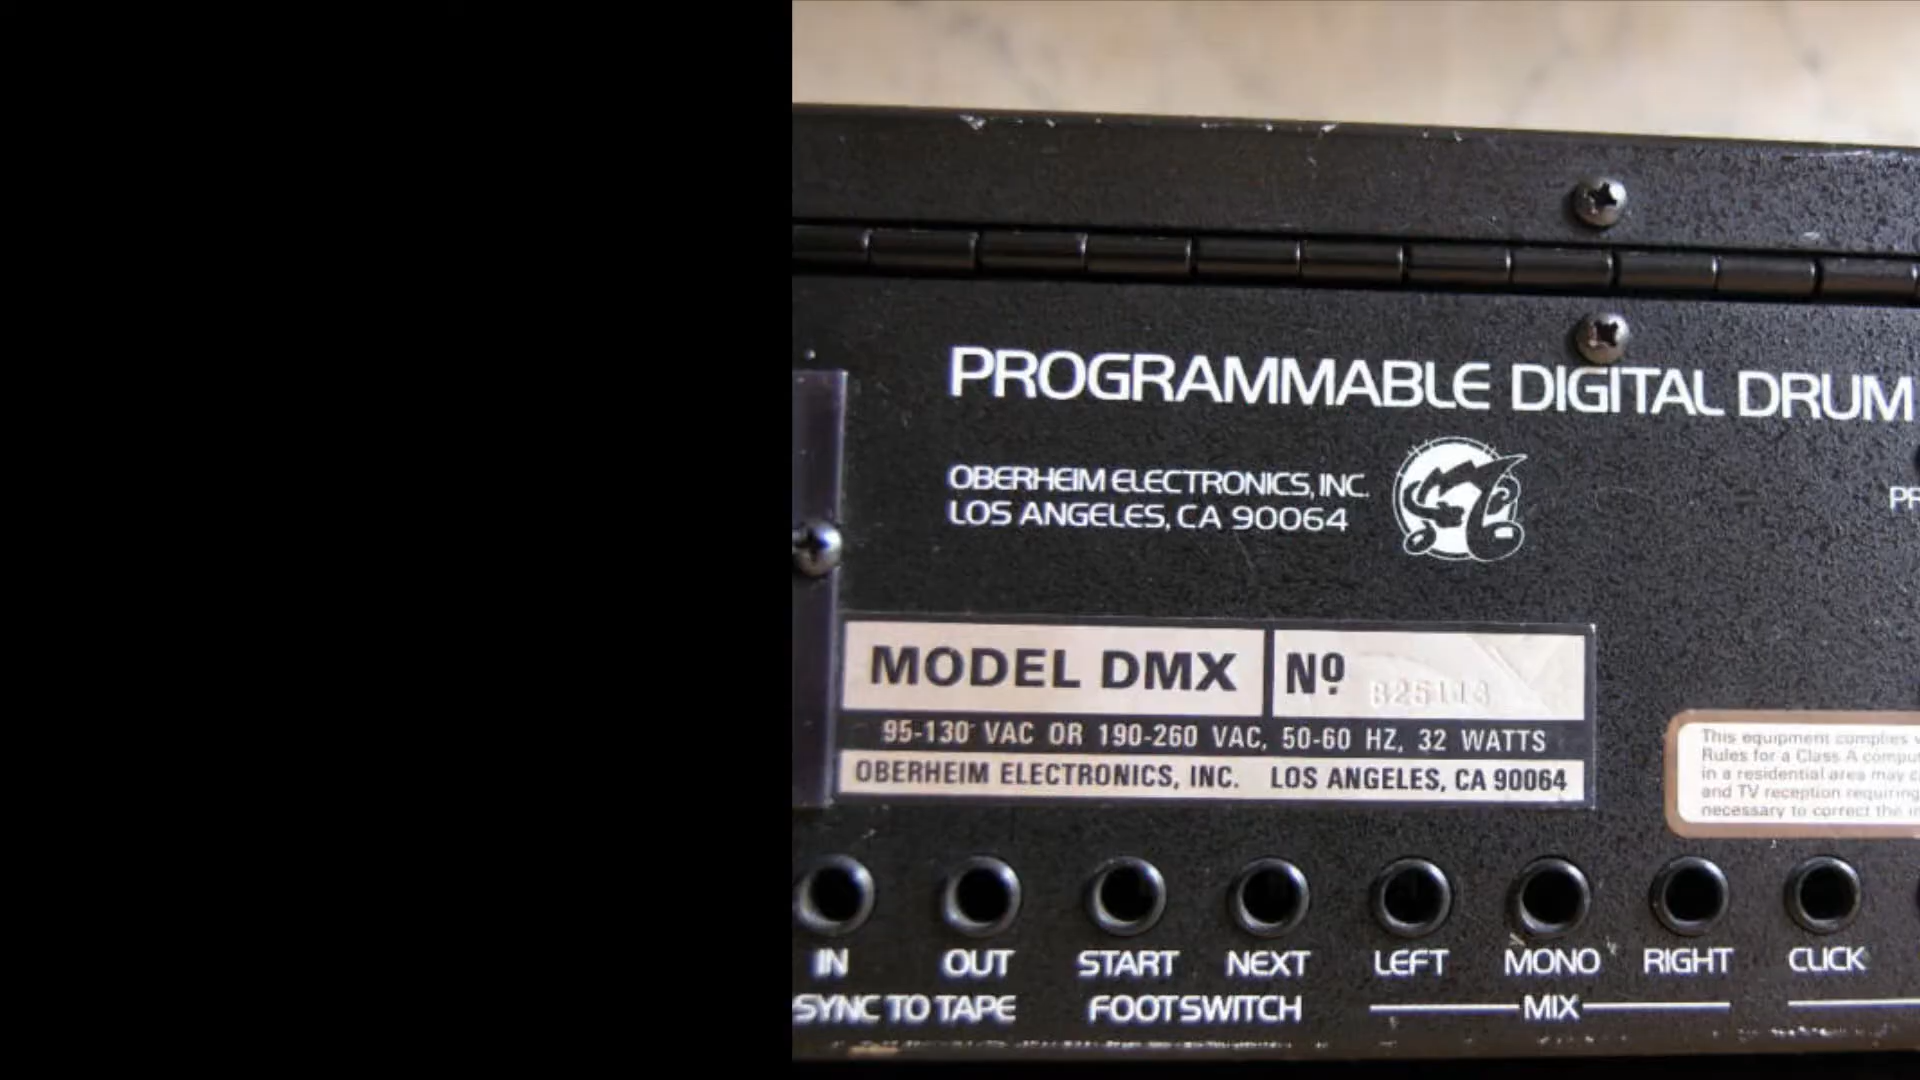 PROGRAMMABLE DIGITAL DRUM
OBERHEIM ELECTRONICS, INC.
LOS ANGELES, CA 90064
MODEL DMX Nº
95-130 VAC OR 190-260 VAC, 50-60 HZ, 32 WATTS
OBERHEIM ELECTRONICS, INC. LOS ANGELES, CA 90064
This equipment complies
Rules for a Class A
in a residential area may
and TV reception requiring
necessary to correct the
IN OUT START NEXT LEFT MONO RIGHT CLICK
SYNC TO TAPE FOOTSWITCH MIX